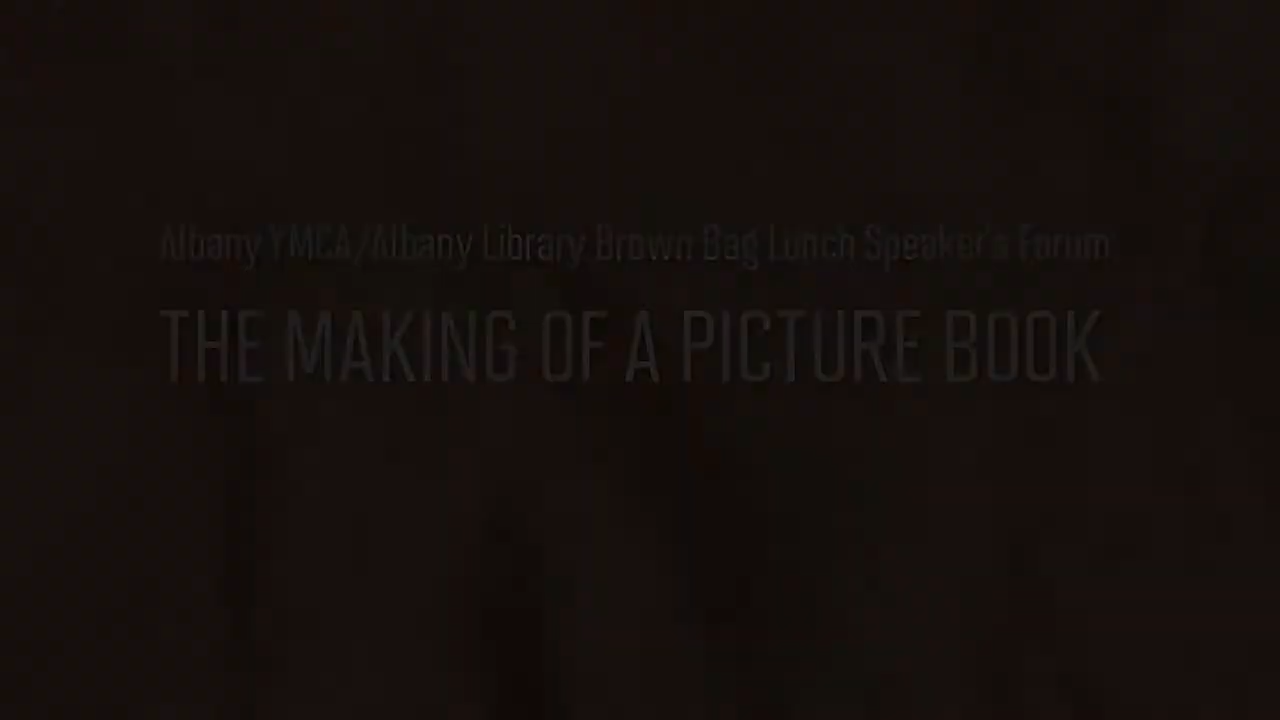 Albany YMCA/Albany Library Brown Bag Lunch Speaker's Forum
THE MAKING OF A PICTURE BOOK